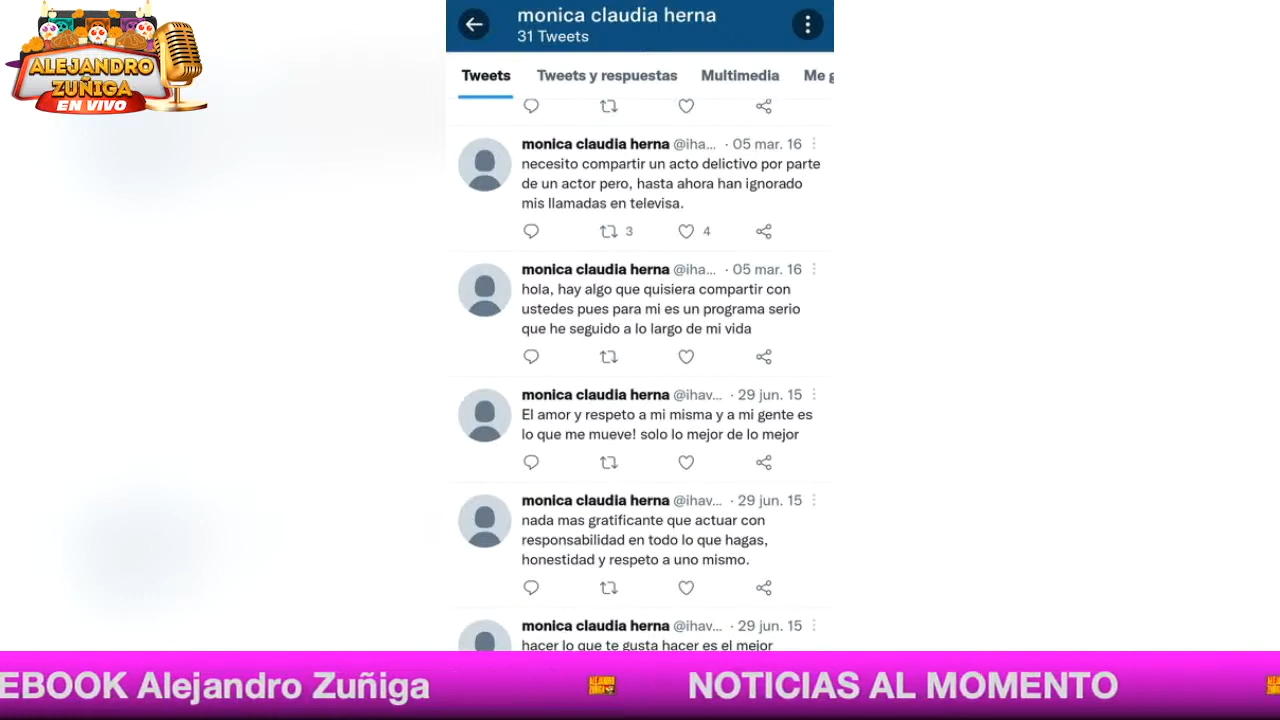 ALEJANDRO
ZUÑIGA
EN VIVO
monica claudia herna
31 Tweets
Tweets Tweets y respuestas Multimedia Me g
monica claudia herna @iha... · 05 mar. 16
necesito compartir un acto delictivo por parte
de un actor pero, hasta ahora han ignorado
mis llamadas en televisa.
3 4
monica claudia herna @iha... · 05 mar. 16
hola, hay algo que quisiera compartir con
ustedes pues para mi es un programa serio
que he seguido a lo largo de mi vida
monica claudia herna @ihav... · 29 jun. 15
El amor y respeto a mi misma y a mi gente es
lo que me mueve! solo lo mejor de lo mejor
monica claudia herna @ihav... · 29 jun. 15
nada mas gratificante que actuar con
responsabilidad en todo lo que hagas,
honestidad y respeto a uno mismo.
monica claudia herna @ihav... · 29 jun. 15
hacer lo que te gusta hacer es el mejor
EBOOK Alejandro Zuñiga ALEJANDRO ZUÑIGA NOTICIAS AL MOMENTO